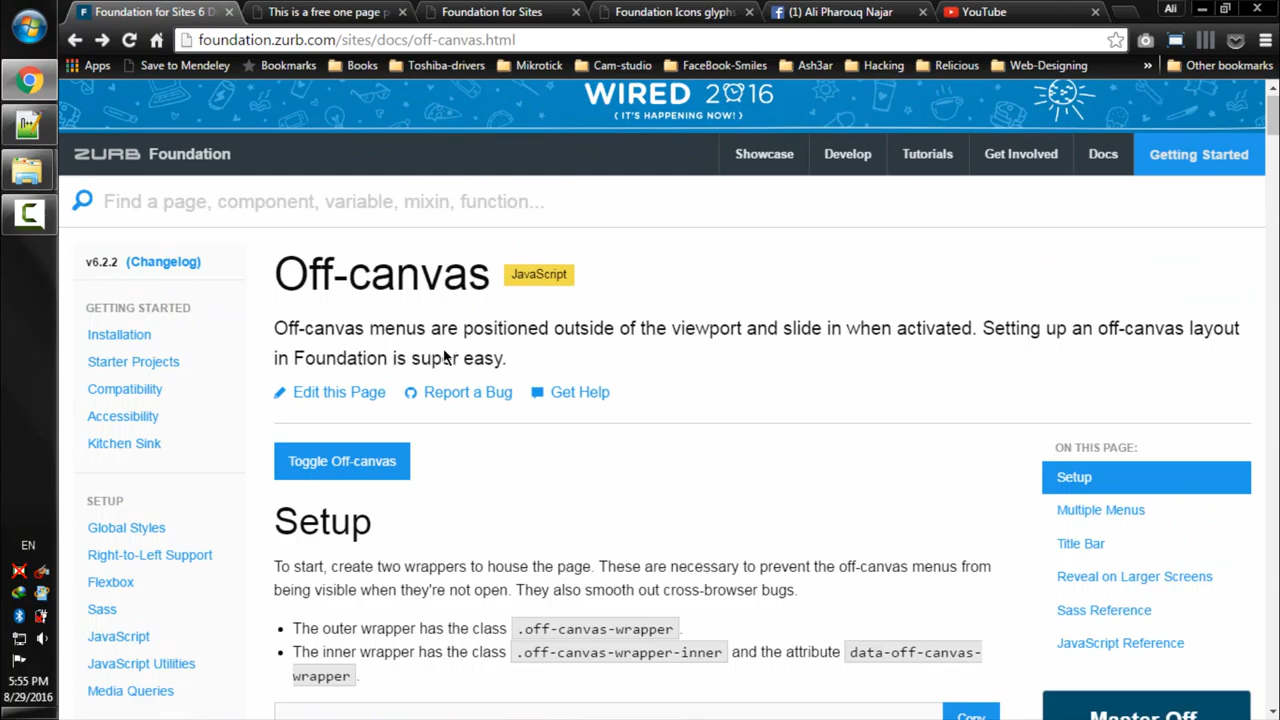 Foundation for Sites 6 D
This is a free one page p
Foundation for Sites
Foundation Icons glyph
(1) Ali Pharouq Najar
YouTube
Ali
foundation.zurb.com/sites/docs/off-canvas.html
Apps
Save to Mendeley
Bookmarks
Books
Toshiba-drivers
Mikrotick
Cam-studio
FaceBook-Smiles
Ash3ar
Hacking
Relicious
Web-Designing
»
Other bookmarks
WIRED 2016
( IT'S HAPPENING NOW! )
ZURB Foundation
Showcase
Develop
Tutorials
Get Involved
Docs
Getting Started
Find a page, component, variable, mixin, function...
v6.2.2 (Changelog)
GETTING STARTED
Installation
Starter Projects
Compatibility
Accessibility
Kitchen Sink
SETUP
Global Styles
Right-to-Left Support
Flexbox
Sass
JavaScript
JavaScript Utilities
Media Queries
Off-canvas JavaScript
Off-canvas menus are positioned outside of the viewport and slide in when activated. Setting up an off-canvas layout
in Foundation is super easy.
Edit this Page
Report a Bug
Get Help
Toggle Off-canvas
Setup
To start, create two wrappers to house the page. These are necessary to prevent the off-canvas menus from
being visible when they're not open. They also smooth out cross-browser bugs.
• The outer wrapper has the class .off-canvas-wrapper.
• The inner wrapper has the class .off-canvas-wrapper-inner and the attribute data-off-canvas-
wrapper.
Copy
ON THIS PAGE:
Setup
Multiple Menus
Title Bar
Reveal on Larger Screens
Sass Reference
JavaScript Reference
Master Off
EN
5:55 PM
8/29/2016